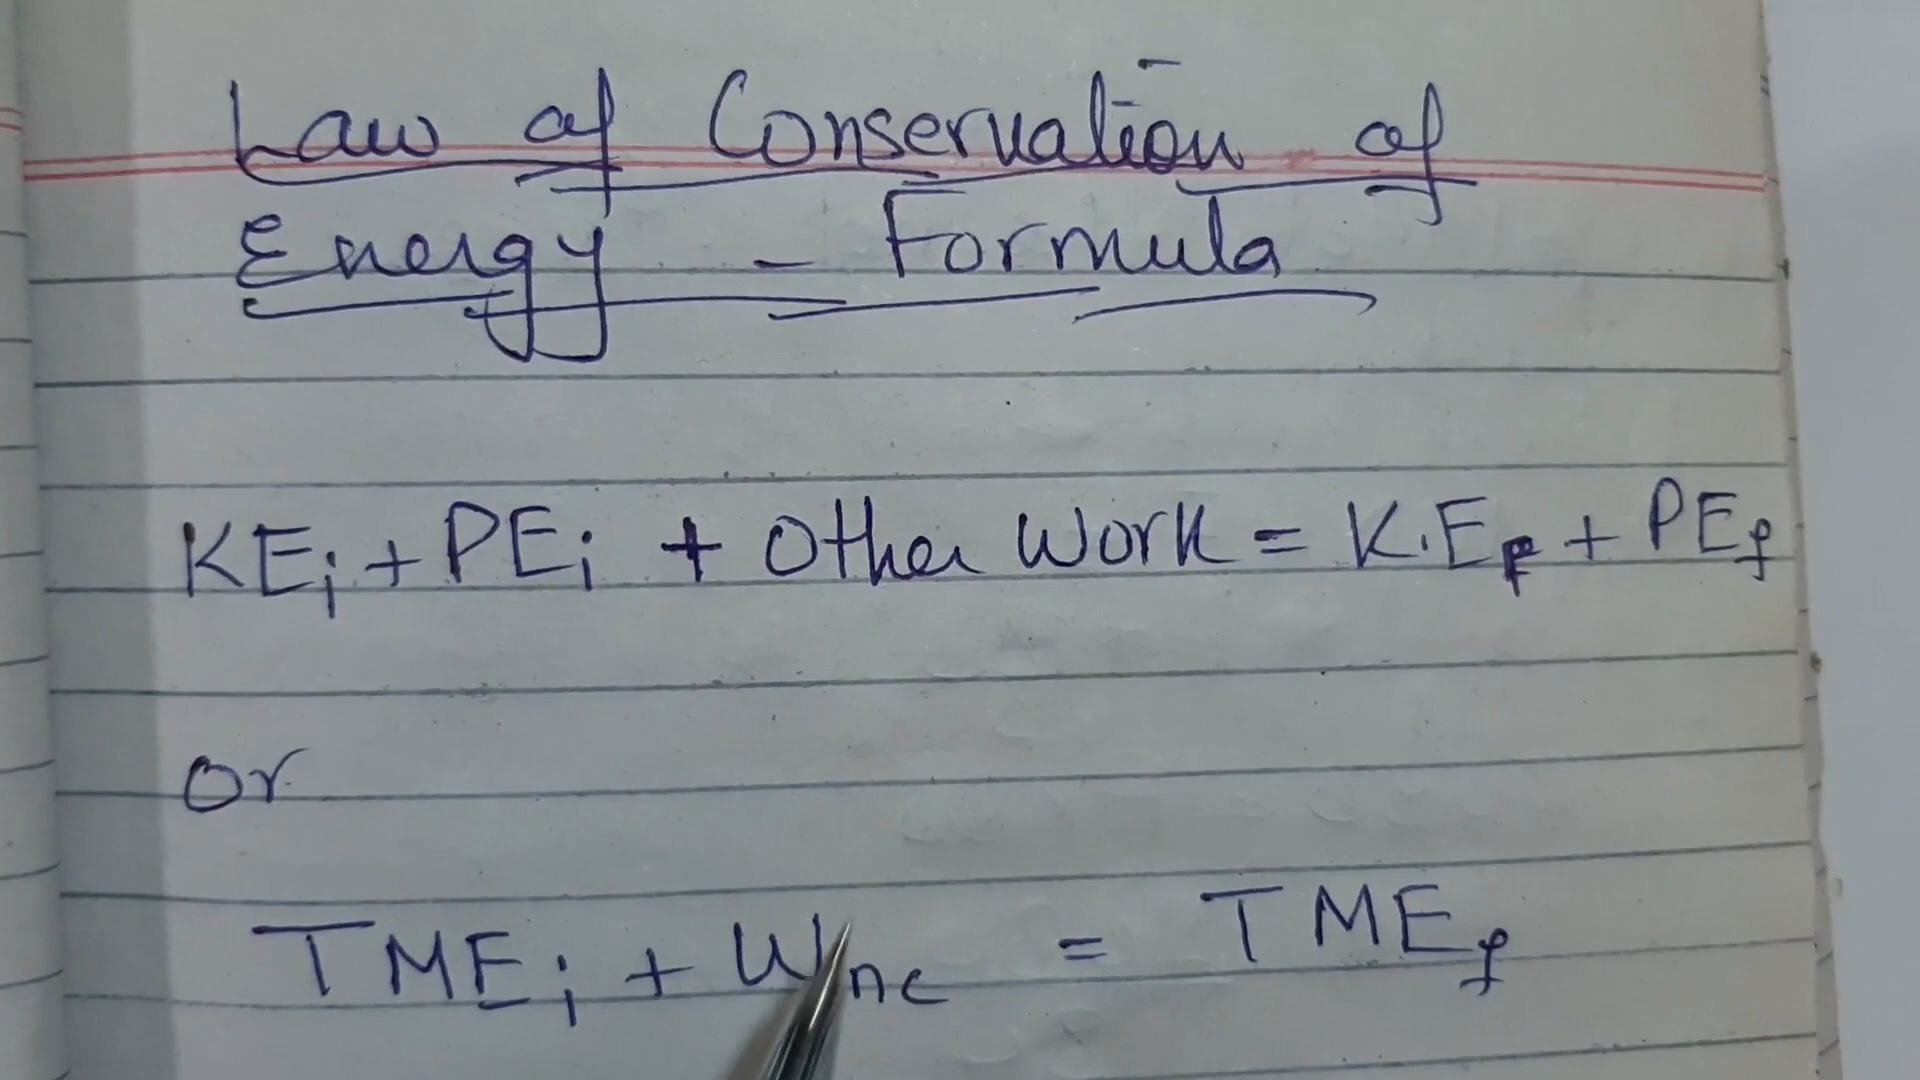 Law of Conservation of
Energy - Formula
KEi + PEi + Other Work = K.Ef + PEf
or
TMEi + Wnc = TMEf